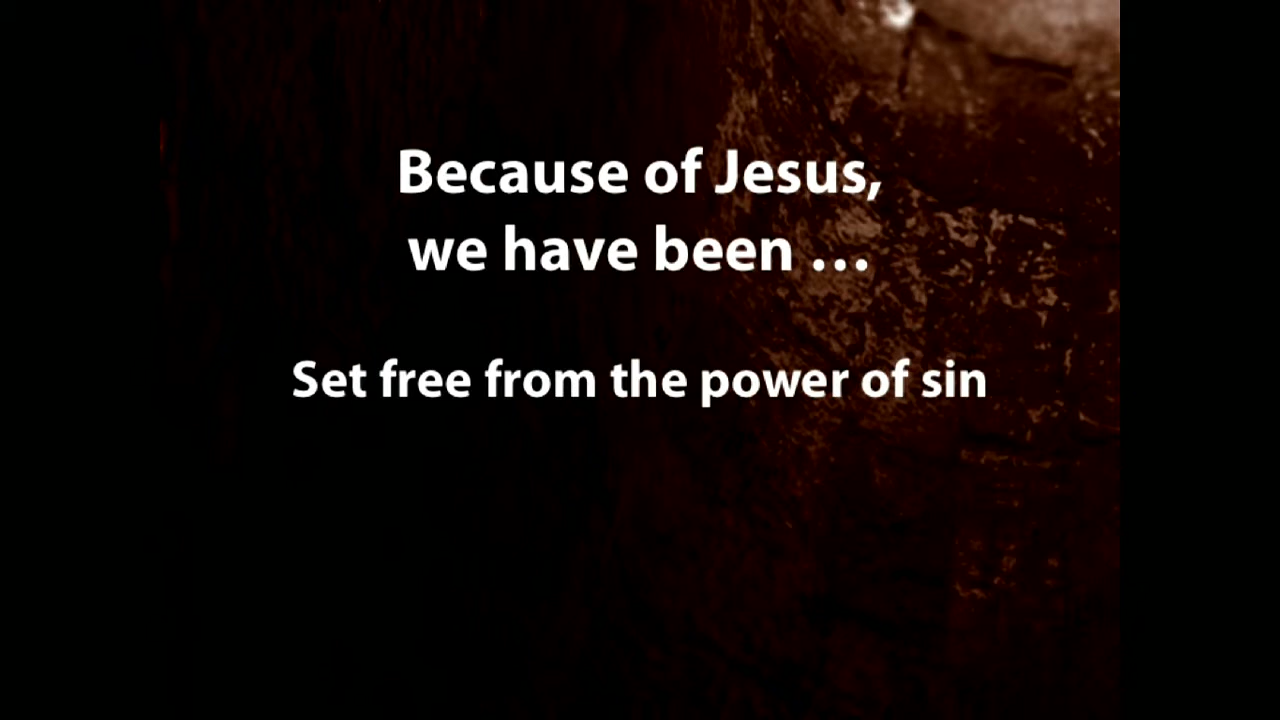 Because of Jesus,
we have been …
Set free from the power of sin